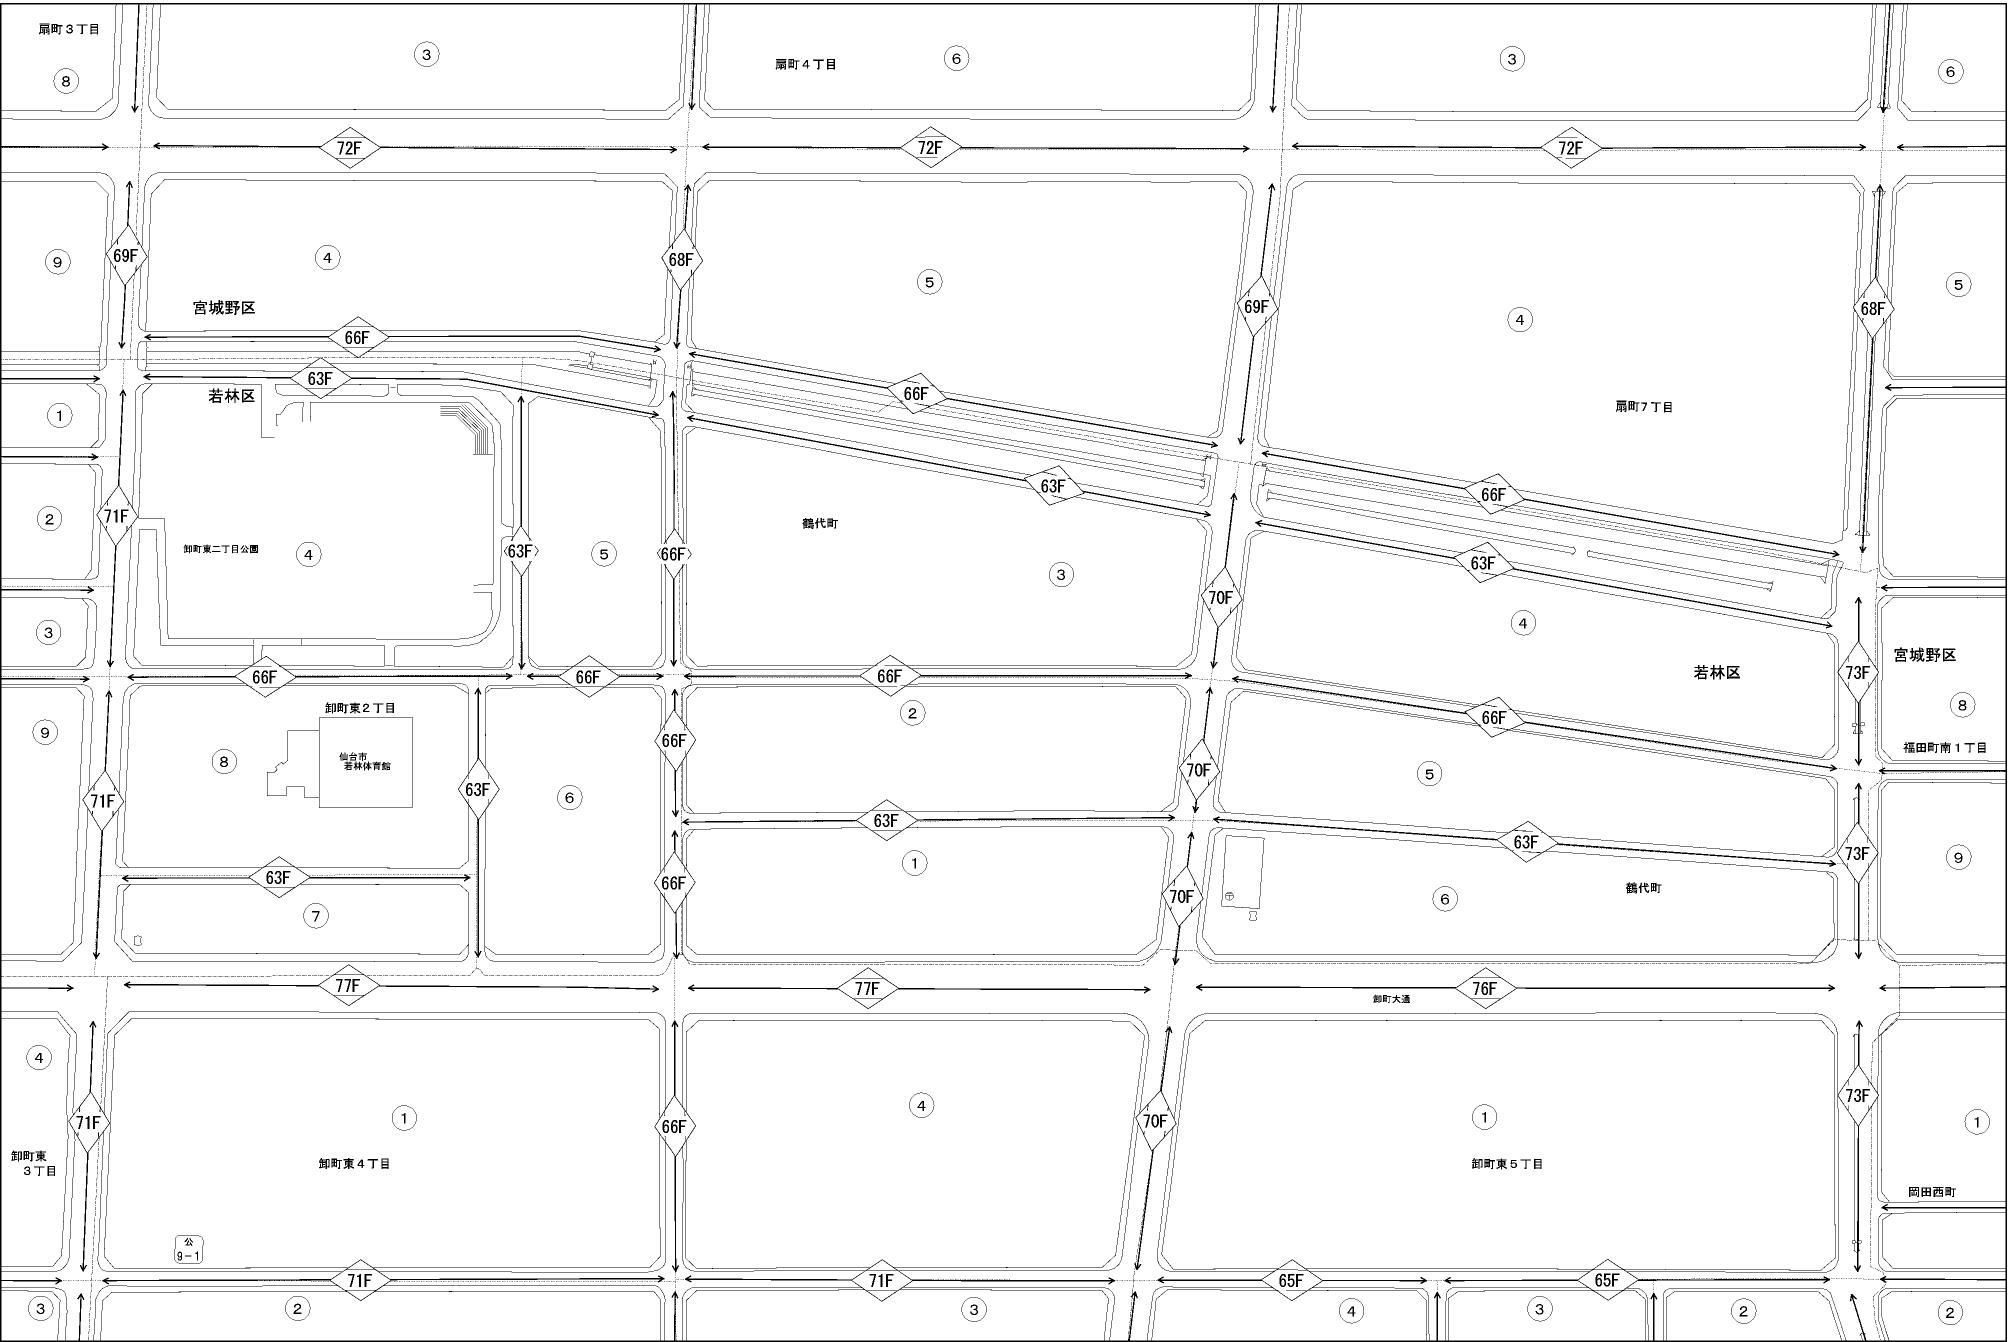 扇町３丁目
③
扇町４丁目
⑥
③
⑥
⑧
72F
72F
72F
69F
④
68F
⑤
69F
④
68F
⑤
⑨
宮城野区
66F
63F
若林区
66F
扇町７丁目
①
71F
②
卸町東二丁目公園
④
63F
⑤
66F
鶴代町
63F
③
70F
66F
63F
④
③
66F
66F
66F
若林区
73F
宮城野区
⑧
福田町南１丁目
卸町東２丁目
⑨
⑧
仙台市
若林体育館
71F
63F
⑥
66F
②
70F
66F
⑤
63F
63F
73F
63F
⑦
66F
①
70F
鶴代町
⑥
⑨
77F
77F
76F
卸町大通
④
71F
①
66F
④
70F
①
73F
①
卸町東
３丁目
卸町東４丁目
卸町東５丁目
岡田西町
公
9－1
71F
71F
65F
65F
③
②
③
④
③
②
②